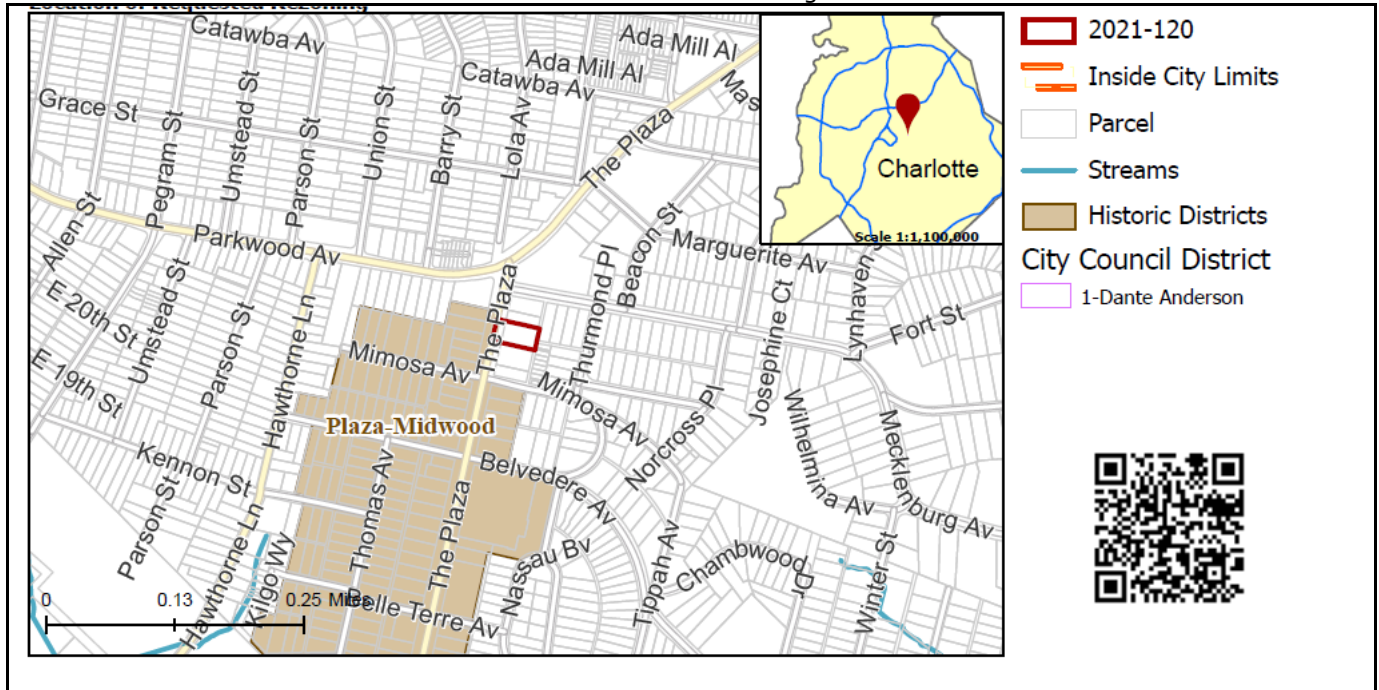 Location of Requested Rezoning
Catawba Av
Ada Mill Al
Ada Mill Al
Catawba Av
Grace St
Pegram St
Umstead St
Parson St
Union St
Barry St
Lola Av
The Plaza
Mas
Charlotte
Scale 1:1,100,000
Allen St
Parkwood Av
Beacon St
Marguerite Av
Lynhaven
Fort St
E 20th St
Umstead St
Parson St
Hawthorne Ln
The Plaza
Thurmond Pl
Josephine Ct
E 19th St
Mimosa Av
Mimosa Av
Plaza-Midwood
Norcross Pl
Wilhelmina Av
Mecklenburg Av
Kennon St
Belvedere Av
Parson St
Thomas Av
The Plaza
Nassau Bv
Tippah Av
Chambwood Dr
Winter St
Hawthorne Ln
Kilgo Wy
Belle Terre Av
0 0.13 0.25 Miles
2021-120
Inside City Limits
Parcel
Streams
Historic Districts
City Council District
1-Dante Anderson